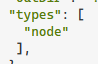 "types": [
"node"
],